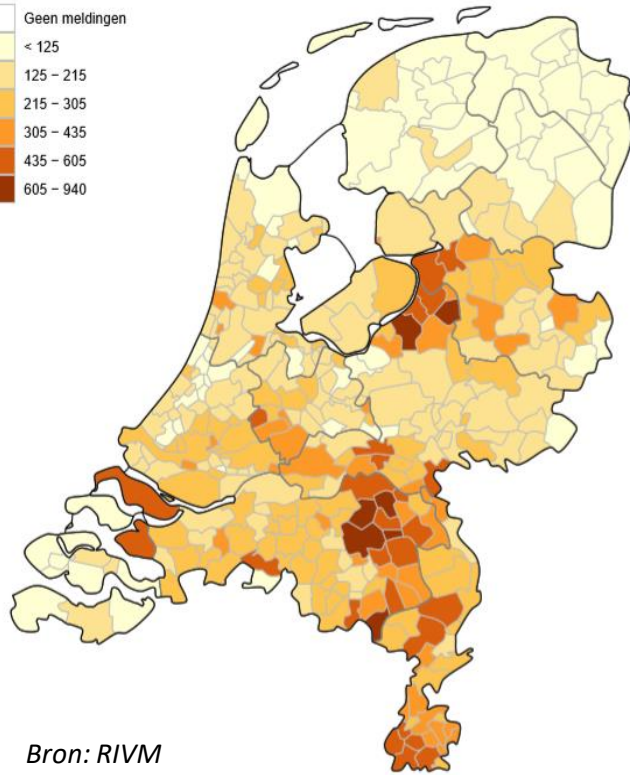 Geen meldingen
< 125
125 – 215
215 – 305
305 – 435
435 – 605
605 – 940
Bron: RIVM